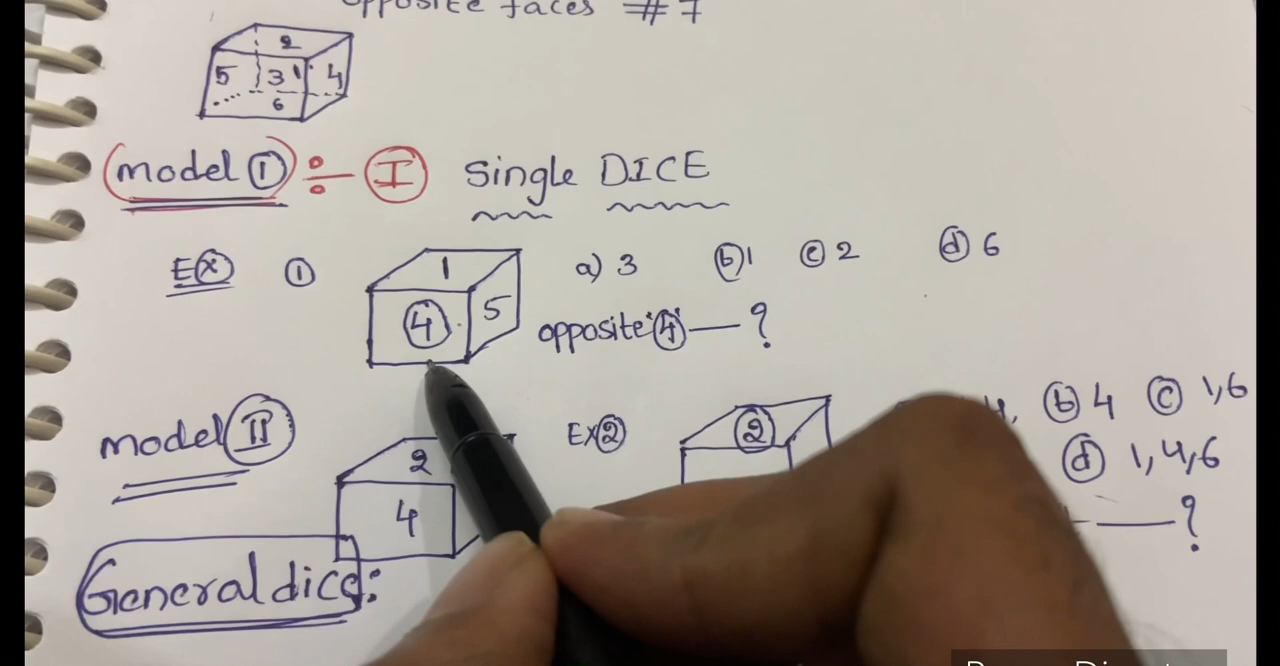 opposite faces #7
2
5 3 1 4
6
model ① ÷ Ⅰ Single DICE
Ex ① 1 4 5 a) 3 ⓑ 1 ⓒ 2 ⓓ 6
opposite '4' — ?
model Ⅱ 2 4 Ex ② 2 ⓑ 4 ⓒ 1,6
ⓓ 1,4,6
— ?
General dice: